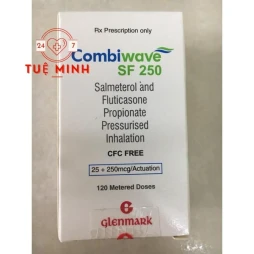 Rx Prescription only
24 7
TUỆ MINH
Combiwave
SF 250
Salmeterol and
Fluticasone
Propionate
Pressurised
Inhalation
CFC FREE
25 + 250mcg/Actuation
120 Metered Doses
G
glenmark